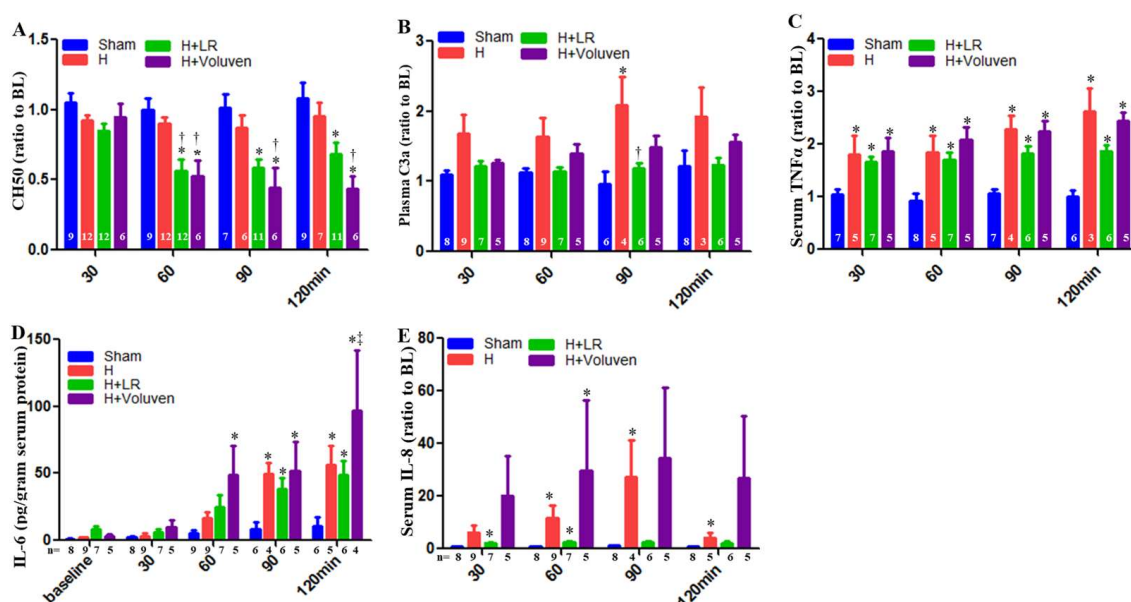 A
CH50 (ratio to BL)
1.5
1.0
0.5
0.0
Sham
H
H+LR
H+Voluven
† †
* *
†
* *
†
* *
9 12 12 6
9 12 12 6
7 6 11 6
9 7 11 6
30 60 90 120min
B
Plasma C3a (ratio to BL)
3
2
1
0
Sham
H
H+LR
H+Voluven
*
†
8 9 7 5
8 9 7 5
6 4 6 5
8 3 6 5
30 60 90 120min
C
Serum TNFα (ratio to BL)
4
3
2
1
0
Sham
H
H+LR
H+Voluven
* * *
* * *
* * *
* * *
7 5 7 5
8 5 7 5
7 4 6 5
6 3 6 5
30 60 90 120min
D
IL-6 (pg/gram serum protein)
150
100
50
0
Sham
H
H+LR
H+Voluven
*
* * *
* * *‡
n= 8 9 7 5 8 9 7 5 9 9 7 5 6 4 6 5 6 5 6 4
baseline 30 60 90 120min
E
Serum IL-8 (ratio to BL)
80
60
40
20
0
Sham
H
H+LR
H+Voluven
*
* * *
*
*
n= 8 9 7 5 8 9 7 5 8 4 6 5 8 5 6 5
30 60 90 120min